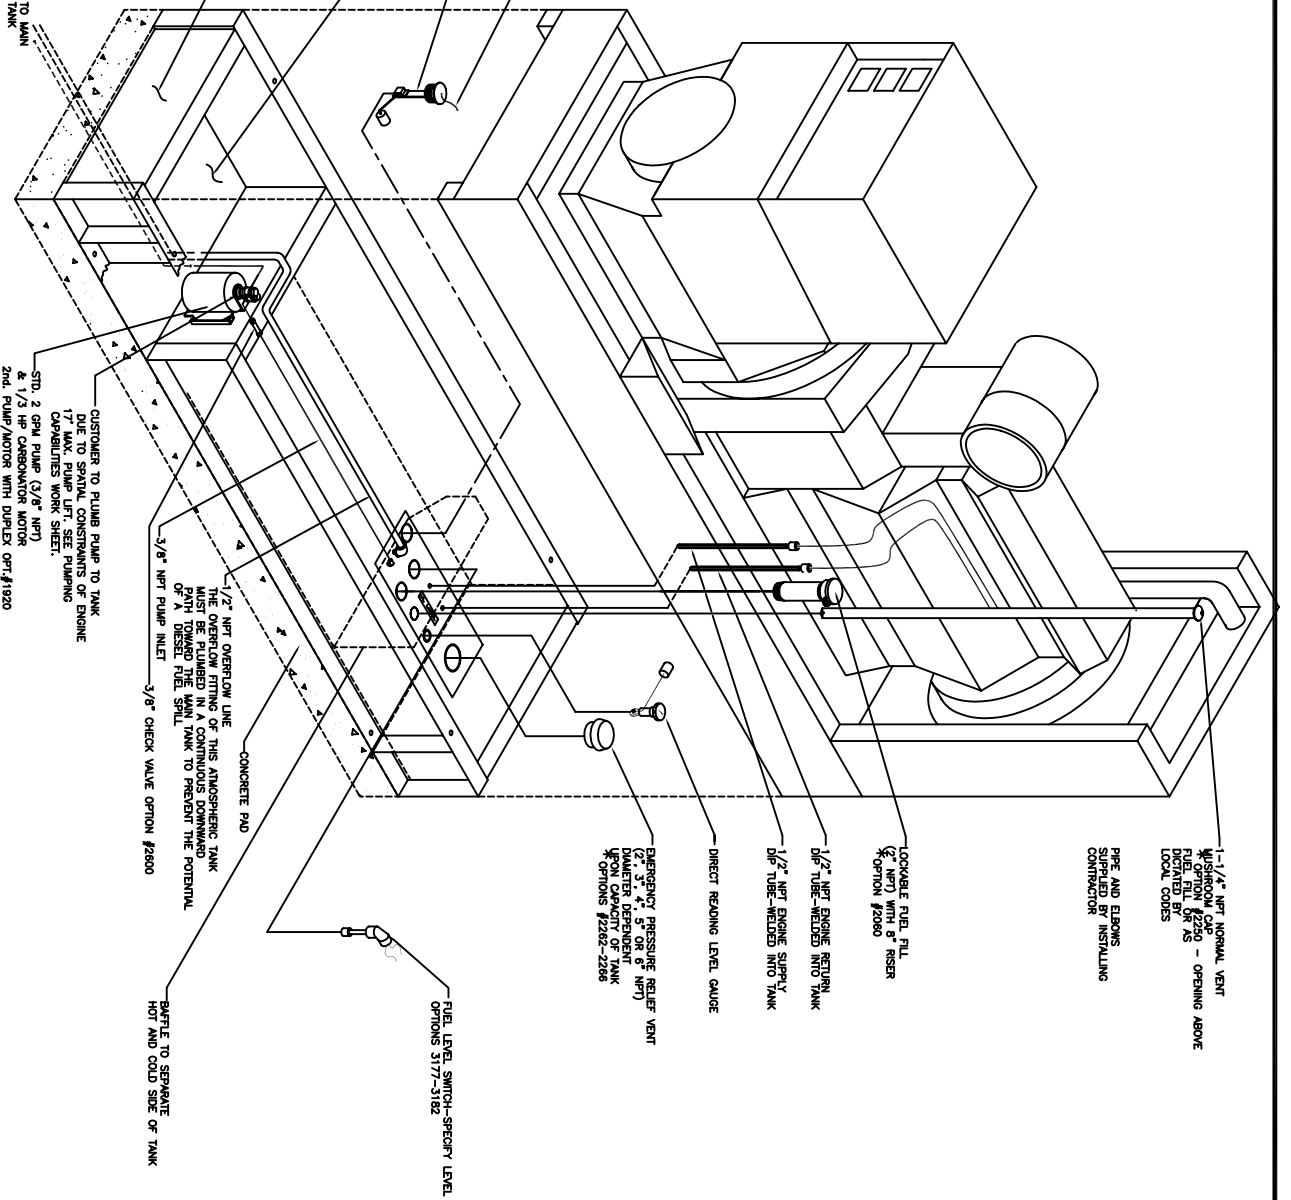 1-1/4" NPT NORMAL VENT
MUSHROOM CAP
*OPTION #2250 - OPENING ABOVE
FUEL FILL OR AS
DICTATED BY
LOCAL CODES
PIPE AND ELBOWS
SUPPLIED BY INSTALLING
CONTRACTOR
LOCKABLE FUEL FILL
(2" NPT) WITH 8" RISER
*OPTION #2060
1/2" NPT ENGINE RETURN
DIP TUBE-WELDED INTO TANK
1/2" NPT ENGINE SUPPLY
DIP TUBE-WELDED INTO TANK
DIRECT READING LEVEL GAUGE
EMERGENCY PRESSURE RELIEF VENT
(2", 3", 4", 5" OR 6" NPT)
DIAMETER DEPENDENT
UPON CAPACITY OF TANK
*OPTIONS #2262-2266
FUEL LEVEL SWITCH-SPECIFY LEVEL
OPTIONS 3177-3182
BAFFLE TO SEPARATE
HOT AND COLD SIDE OF TANK
CONCRETE PAD
1/2" NPT OVERFLOW LINE
THE OVERFLOW FITTING OF THIS ATMOSPHERIC TANK
MUST BE PLUMBED IN A CONTINUOUS DOWNWARD
PATH TOWARD THE MAIN TANK TO PREVENT THE POTENTIAL
OF A DIESEL FUEL SPILL
3/8" NPT PUMP INLET
3/8" CHECK VALVE OPTION #2600
CUSTOMER TO PLUMB PUMP TO TANK
DUE TO SPATIAL CONSTRAINTS OF ENGINE
17' MAX. PUMP LIFT. SEE PUMPING
CAPABILITIES WORK SHEET.
STD. 2 GPM PUMP (3/8" NPT)
& 1/3 HP CARBONATOR MOTOR
2nd. PUMP/MOTOR WITH DUPLEX OPT.#1920
TO MAIN
TANK